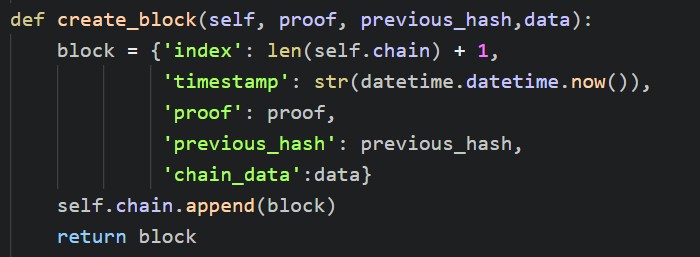 def create_block(self, proof, previous_hash,data):
    block = {'index': len(self.chain) + 1,
             'timestamp': str(datetime.datetime.now()),
             'proof': proof,
             'previous_hash': previous_hash,
             'chain_data':data}
    self.chain.append(block)
    return block